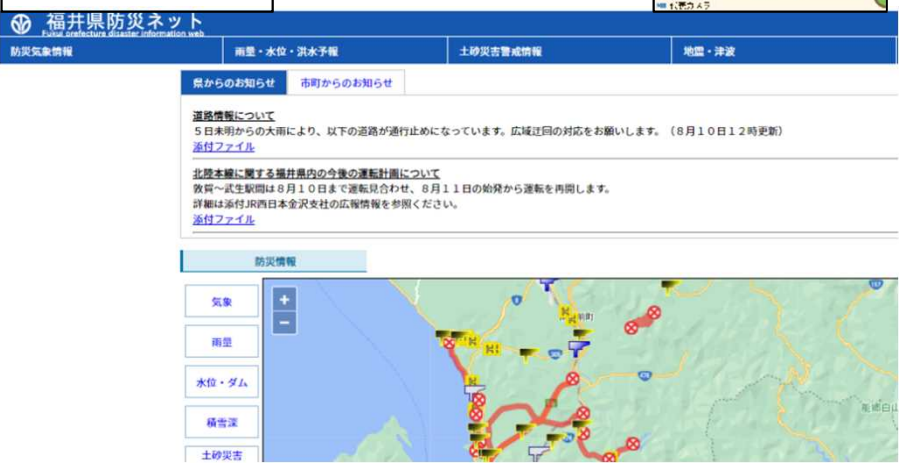 福井県防災ネット
Fukui prefecture disaster information web
防災気象情報
雨量・水位・洪水予報
土砂災害警戒情報
地震・津波
県からのお知らせ
市町からのお知らせ
道路情報について
５日未明からの大雨により、以下の道路が通行止めになっています。広域迂回の対応をお願いします。（８月１０日１２時更新）
添付ファイル
北陸本線に関する福井県内の今後の運転計画について
敦賀～武生駅間は８月１０日まで運転見合わせ、８月１１日の始発から運転を再開します。
詳細は添付JR西日本金沢支社の広報情報を参照ください。
添付ファイル
防災情報
気象
雨量
水位・ダム
積雪深
土砂災害
+
−